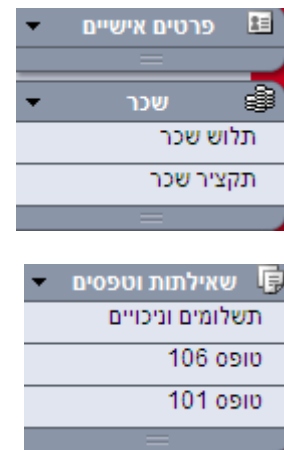 פרטים אישיים
שכר
תלוש שכר
תקציר שכר
שאילתות וטפסים
תשלומים וניכויים
טופס 106
טופס 101